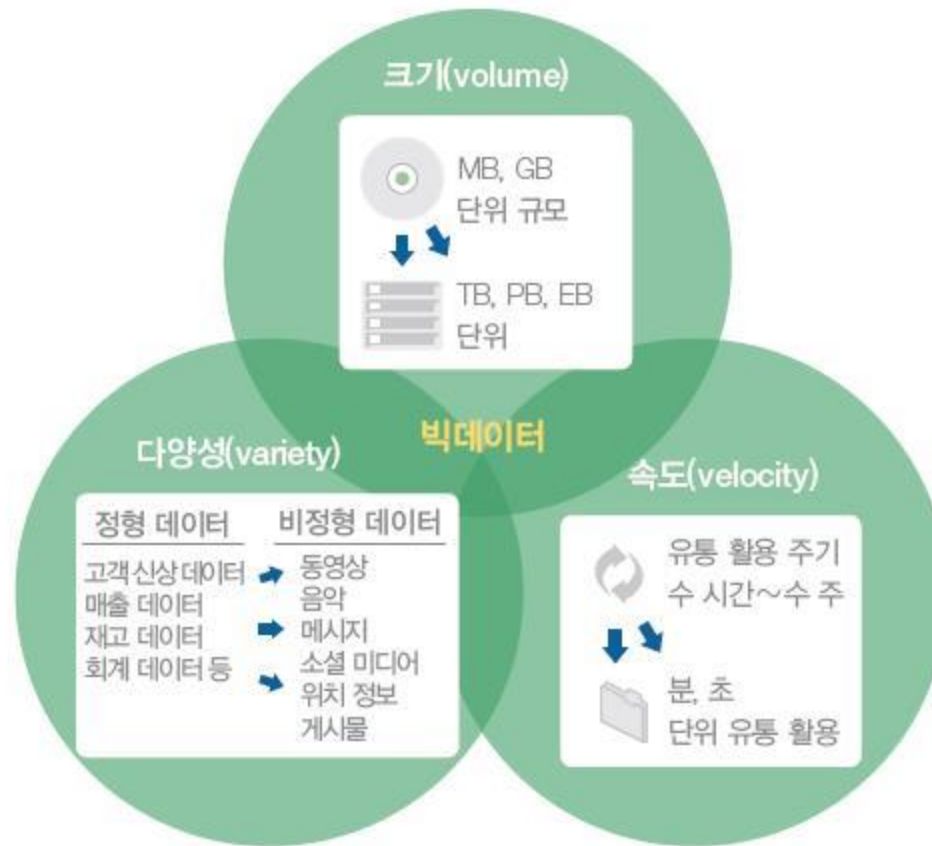 크기(volume)
MB, GB
단위 규모
TB, PB, EB
단위
빅데이터
다양성(variety)
정형 데이터
고객 신상 데이터
매출 데이터
재고 데이터
회계 데이터 등
비정형 데이터
동영상
음악
메시지
소셜 미디어
위치 정보
게시물
속도(velocity)
유통 활용 주기
수 시간~수 주
분, 초
단위 유통 활용